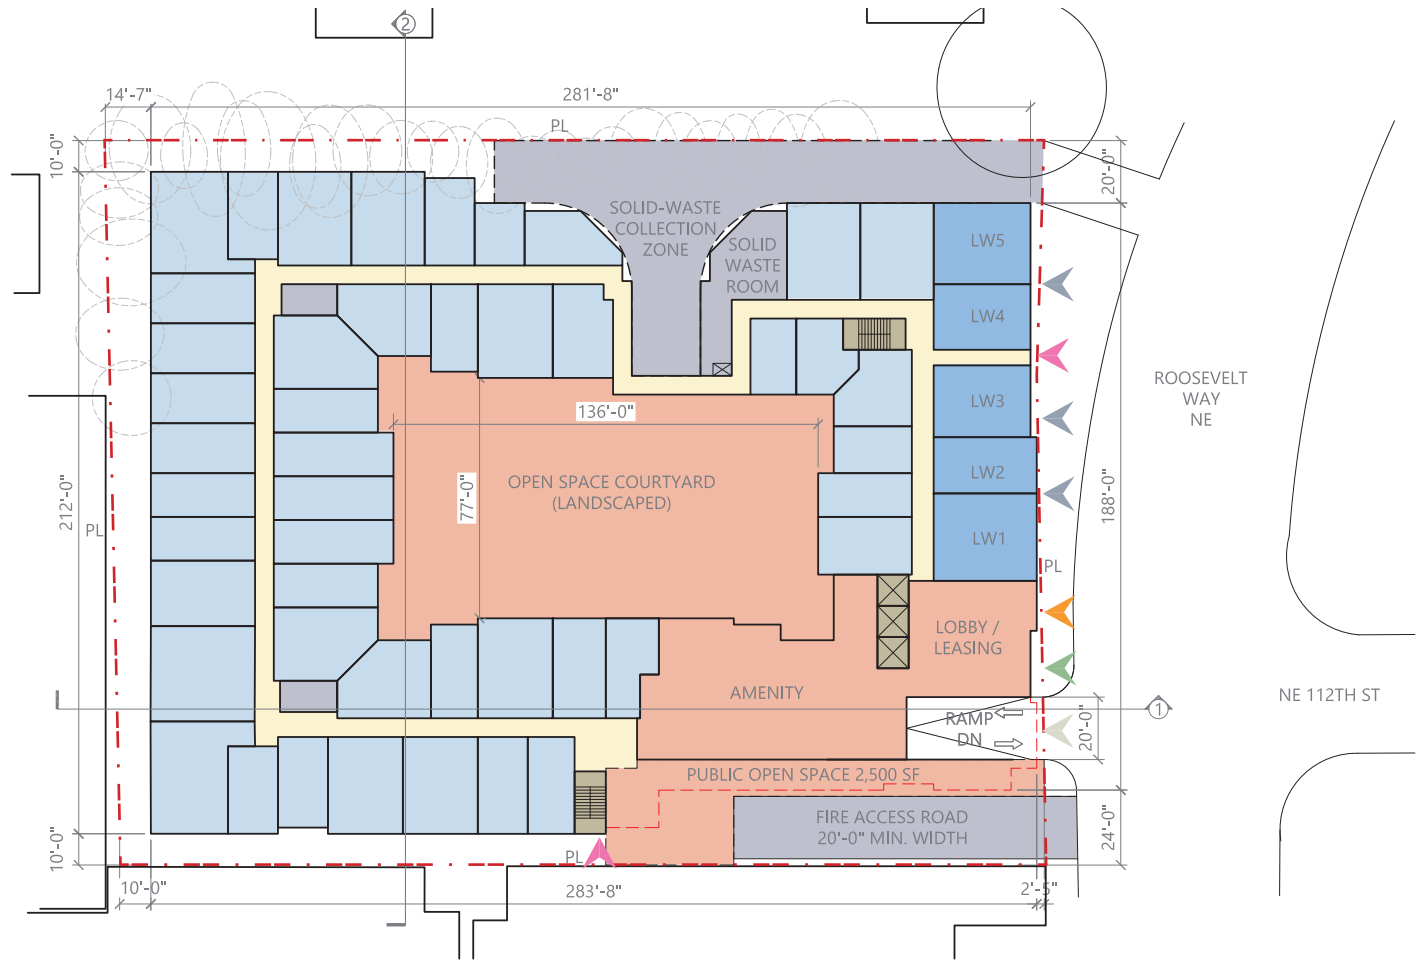 2
14'-7"
281'-8"
PL
10'-0"
20'-0"
SOLID-WASTE
COLLECTION
ZONE
SOLID
WASTE
ROOM
LW5
LW4
ROOSEVELT
WAY
NE
136'-0"
LW3
OPEN SPACE COURTYARD
(LANDSCAPED)
77'-0"
LW2
188'-0"
212'-0"
PL
LW1
PL
LOBBY /
LEASING
AMENITY
NE 112TH ST
1
RAMP
DN
20'-0"
PUBLIC OPEN SPACE 2,500 SF
FIRE ACCESS ROAD
20'-0" MIN. WIDTH
24'-0"
10'-0"
PL
10'-0"
283'-8"
2'-5"